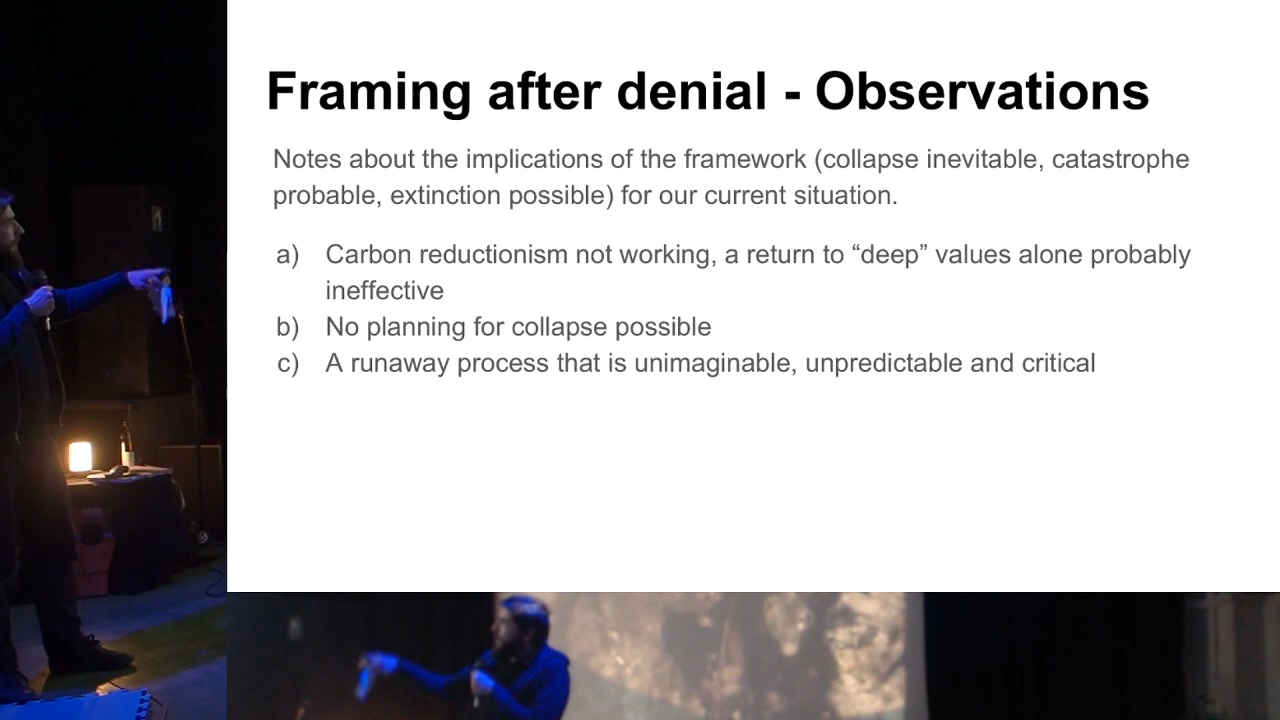 Framing after denial - Observations
Notes about the implications of the framework (collapse inevitable, catastrophe
probable, extinction possible) for our current situation.
a) Carbon reductionism not working, a return to “deep” values alone probably
ineffective
b) No planning for collapse possible
c) A runaway process that is unimaginable, unpredictable and critical